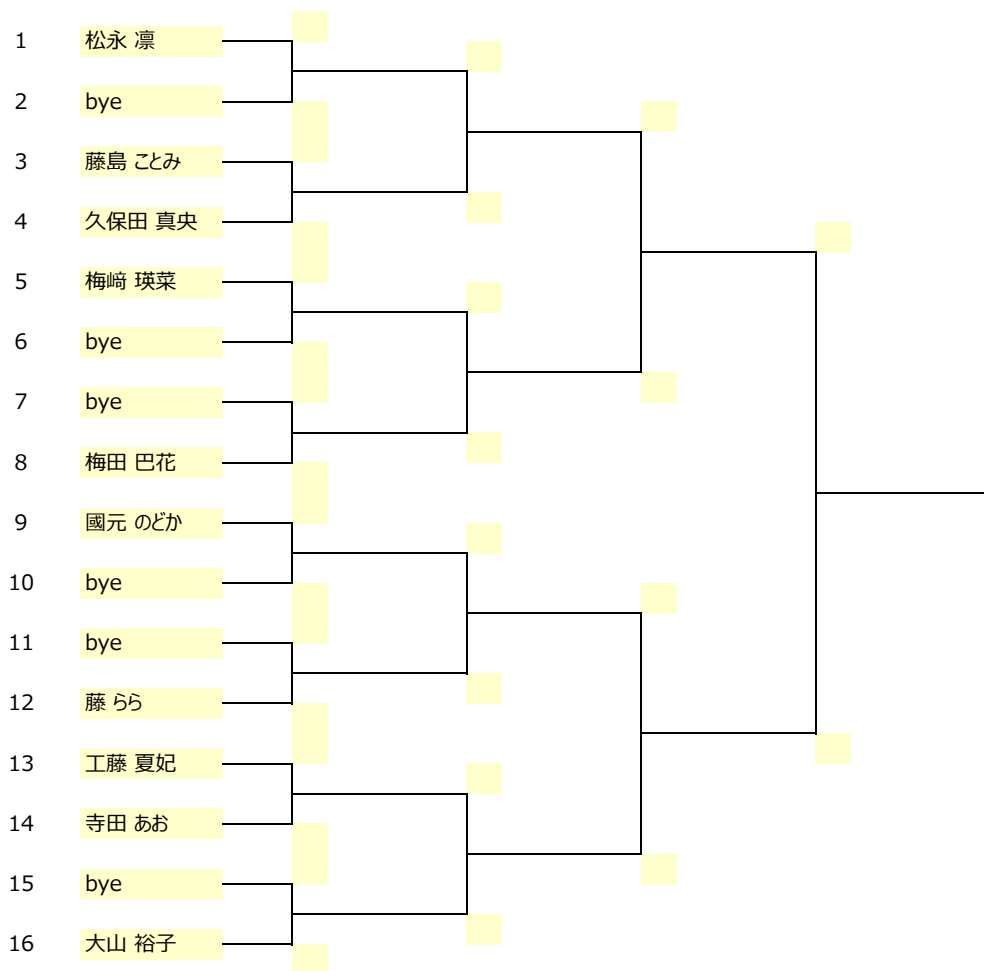 1 松永 凛
2 bye
3 藤島 ことみ
4 久保田 真央
5 梅﨑 瑛菜
6 bye
7 bye
8 梅田 巴花
9 國元 のどか
10 bye
11 bye
12 藤 らら
13 工藤 夏妃
14 寺田 あお
15 bye
16 大山 裕子